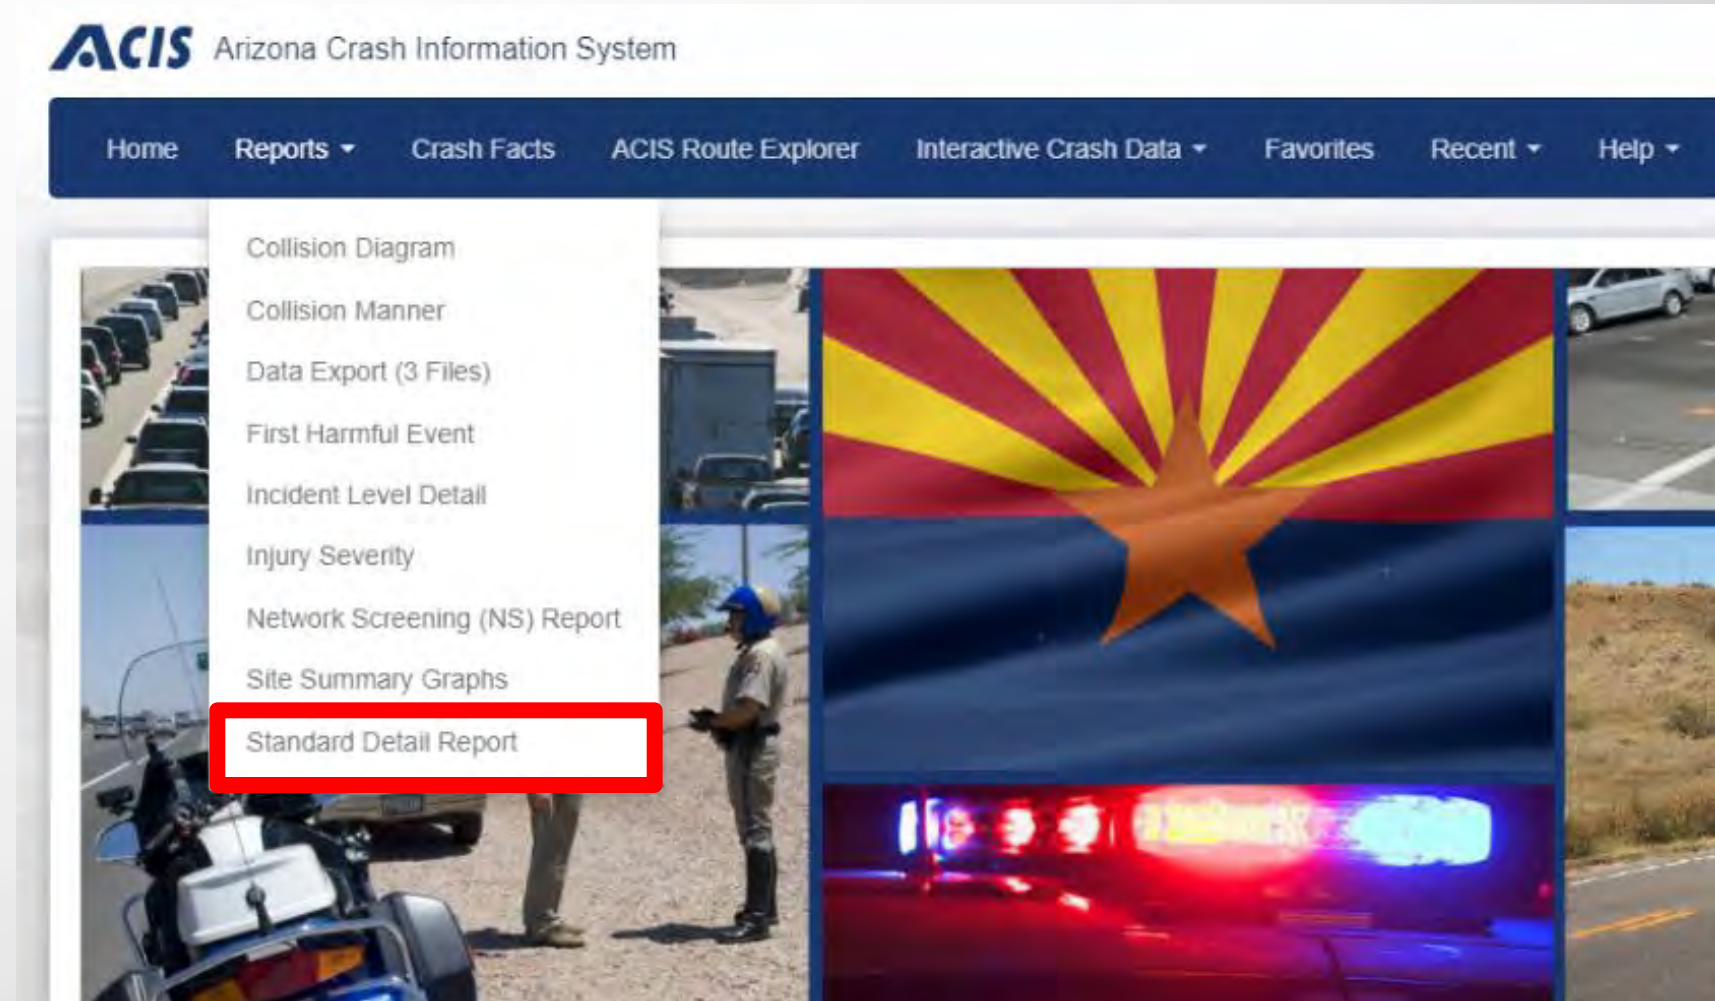 ACIS Arizona Crash Information System
Home Reports Crash Facts ACIS Route Explorer Interactive Crash Data Favorites Recent Help
Collision Diagram
Collision Manner
Data Export (3 Files)
First Harmful Event
Incident Level Detail
Injury Severity
Network Screening (NS) Report
Site Summary Graphs
Standard Detail Report